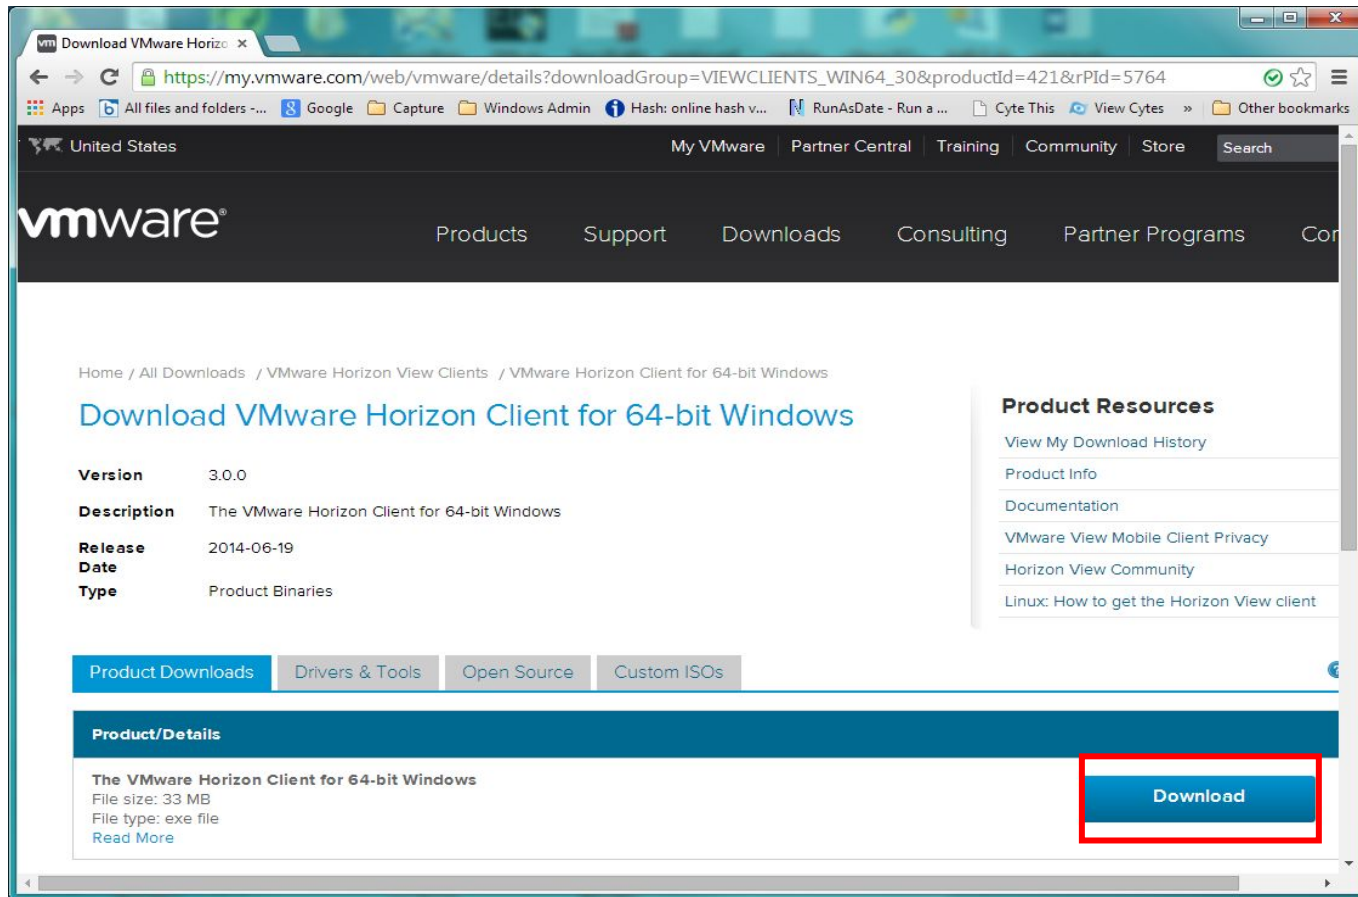 Download VMware Horizo
https://my.vmware.com/web/vmware/details?downloadGroup=VIEWCLIENTS_WIN64_30&productId=421&rPId=5764
Apps All files and folders -... Google Capture Windows Admin Hash: online hash v... RunAsDate - Run a ... Cyte This View Cytes » Other bookmarks
United States My VMware Partner Central Training Community Store Search
vmware®
Products Support Downloads Consulting Partner Programs Cor
Home / All Downloads / VMware Horizon View Clients / VMware Horizon Client for 64-bit Windows
Download VMware Horizon Client for 64-bit Windows
Version 3.0.0
Description The VMware Horizon Client for 64-bit Windows
Release Date 2014-06-19
Type Product Binaries
Product Resources
View My Download History
Product Info
Documentation
VMware View Mobile Client Privacy
Horizon View Community
Linux: How to get the Horizon View client
Product Downloads Drivers & Tools Open Source Custom ISOs
Product/Details
The VMware Horizon Client for 64-bit Windows
File size: 33 MB
File type: exe file
Read More
Download